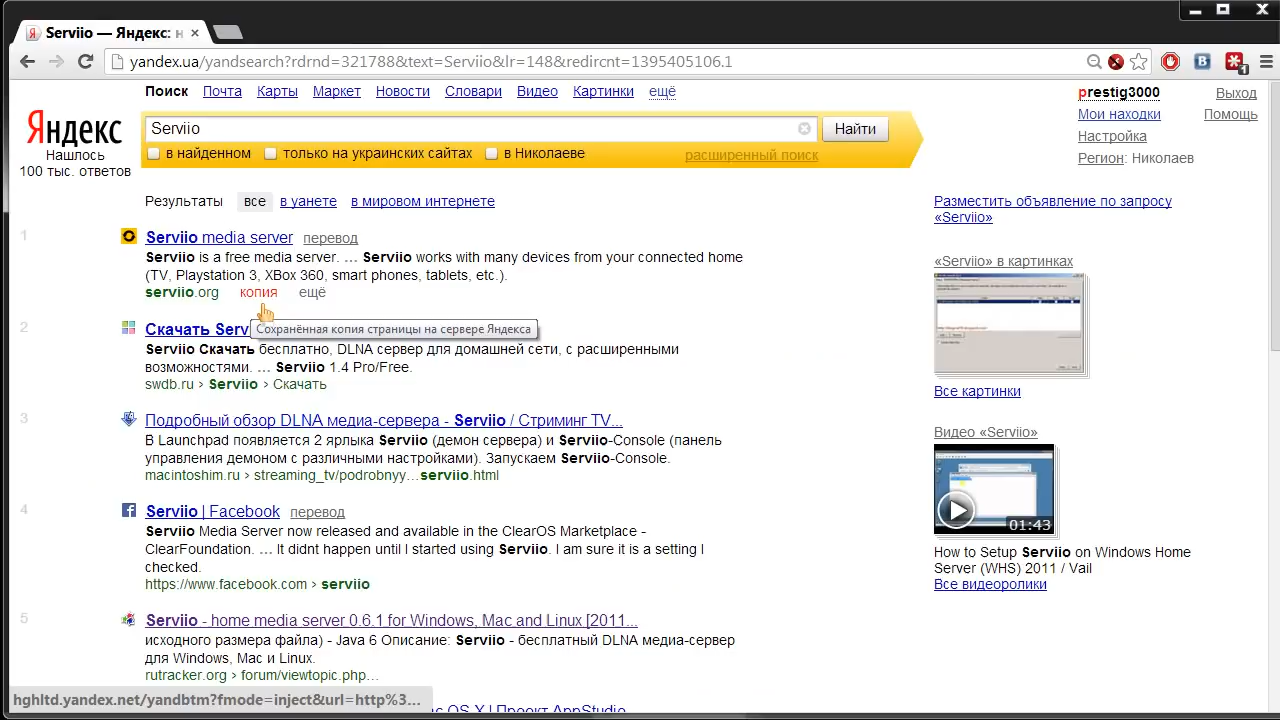 Serviio — Яндекс: н
yandex.ua/yandsearch?rdrnd=321788&text=Serviio&lr=148&redircnt=1395405106.1
Поиск Почта Карты Маркет Новости Словари Видео Картинки ещё
prestig3000 Выход
Мои находки Помощь
Настройка
Регион: Николаев
Яндекс
Нашлось
100 тыс. ответов
Serviio Найти
в найденном только на украинских сайтах в Николаеве расширенный поиск
Результаты все в уанете в мировом интернете
1
Serviio media server перевод
Serviio is a free media server. ... Serviio works with many devices from your connected home
(TV, Playstation 3, XBOX 360, smart phones, tablets, etc.).
serviio.org ещё
Сохранённая копия страницы на сервере Яндекса
2
Скачать Serv
Serviio Скачать бесплатно, DLNA сервер для домашней сети, с расширенными
возможностями. ... Serviio 1.4 Pro/Free.
swdb.ru › Serviio › Скачать
3
Подробный обзор DLNA медиа-сервера - Serviio / Стриминг TV...
В Launchpad появляется 2 ярлыка Serviio (демон сервера) и Serviio-Console (панель
управления демоном с различными настройками). Запускаем Serviio-Console.
macintoshim.ru › streaming_tv/podrobnyy…serviio.html
4
Serviio | Facebook перевод
Serviio Media Server now released and available in the ClearOS Marketplace -
ClearFoundation. ... It didnt happen until I started using Serviio. I am sure it is a setting I
checked.
https://www.facebook.com › serviio
5
Serviio - home media server 0.6.1 for Windows, Mac and Linux [2011...
исходного размера файла) - Java 6 Описание: Serviio - бесплатный DLNA медиа-сервер
для Windows, Mac и Linux.
rutracker.org › forum/viewtopic.php…
ac OS X | Проект AppStudio
Разместить объявление по запросу
«Serviio»
«Serviio» в картинках
Все картинки
Видео «Serviio»
01:43
How to Setup Serviio on Windows Home
Server (WHS) 2011 / Vail
Все видеоролики
hghltd.yandex.net/yandbtm?fmode=inject&url=http%3...